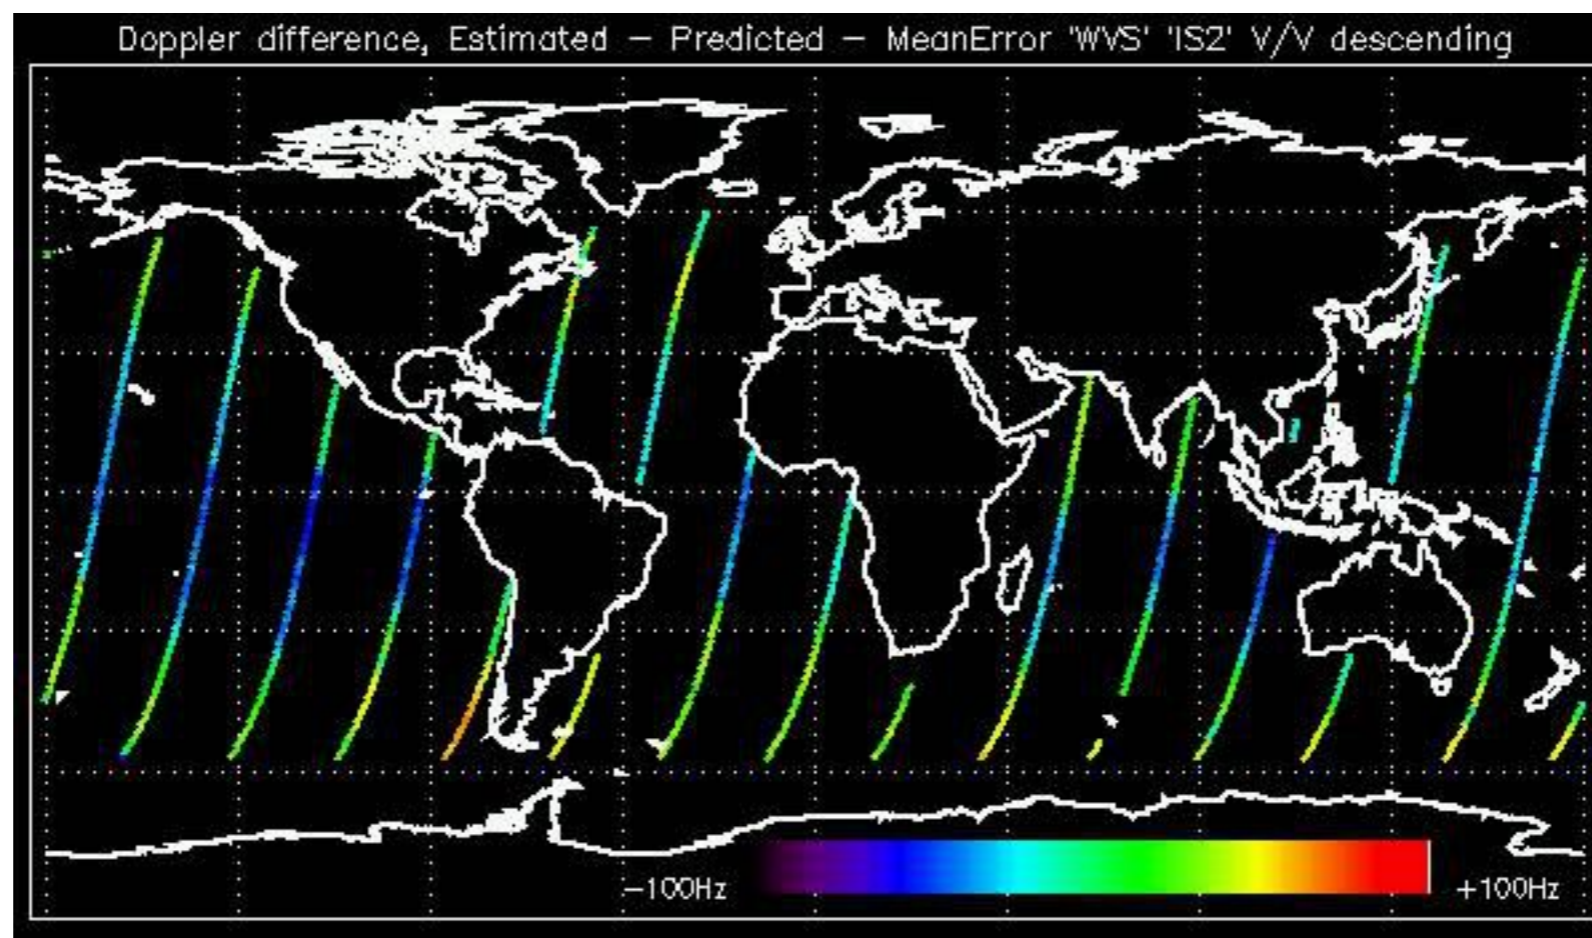 Doppler difference, Estimated – Predicted – MeanError 'WVS' 'IS2' V/V descending
–100Hz +100Hz